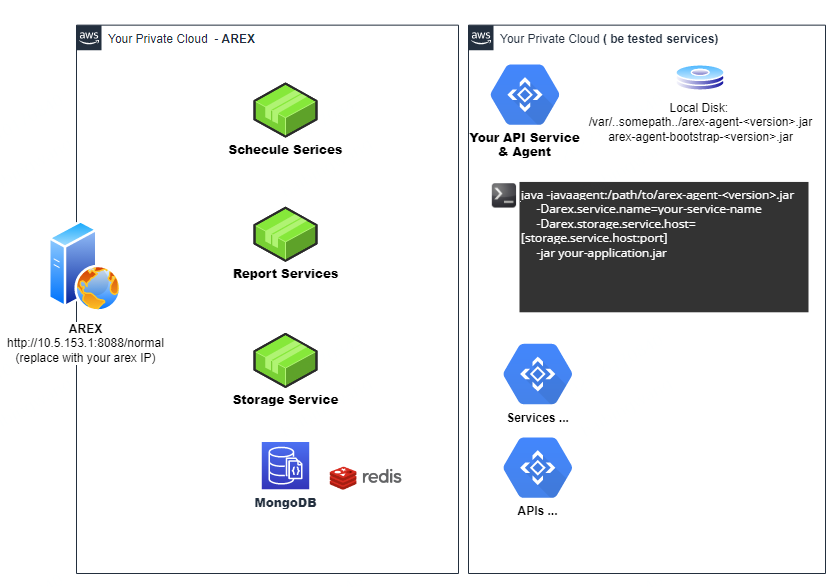 aws
Your Private Cloud - AREX
Schecule Serices
Report Services
Storage Service
MongoDB
redis
AREX
http://10.5.153.1:8088/normal
(replace with your arex IP)
aws
Your Private Cloud ( be tested services)
Your API Service
& Agent
Local Disk:
/var/..somepath../arex-agent-<version>.jar
arex-agent-bootstrap-<version>.jar
java -javaagent:/path/to/arex-agent-<version>.jar
-Darex.service.name=your-service-name
-Darex.storage.service.host=
[storage.service.host:port]
-jar your-application.jar
Services ...
APIs ...